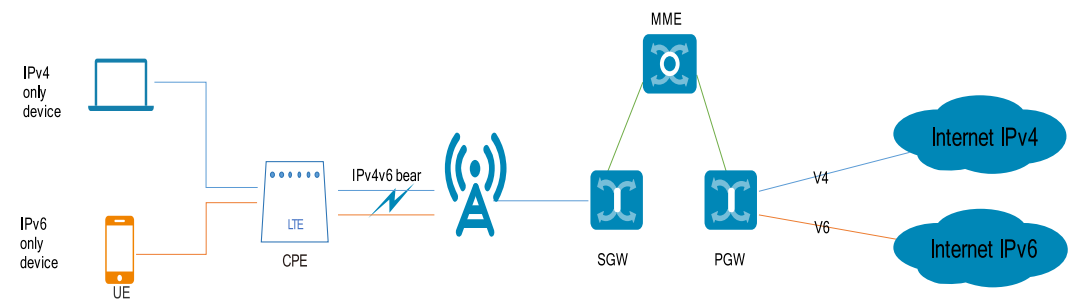 MME
IPv4
only
device
IPv4v6 bear
LTE
CPE
IPv6
only
device
UE
SGW
PGW
V4
V6
Internet IPv4
Internet IPv6